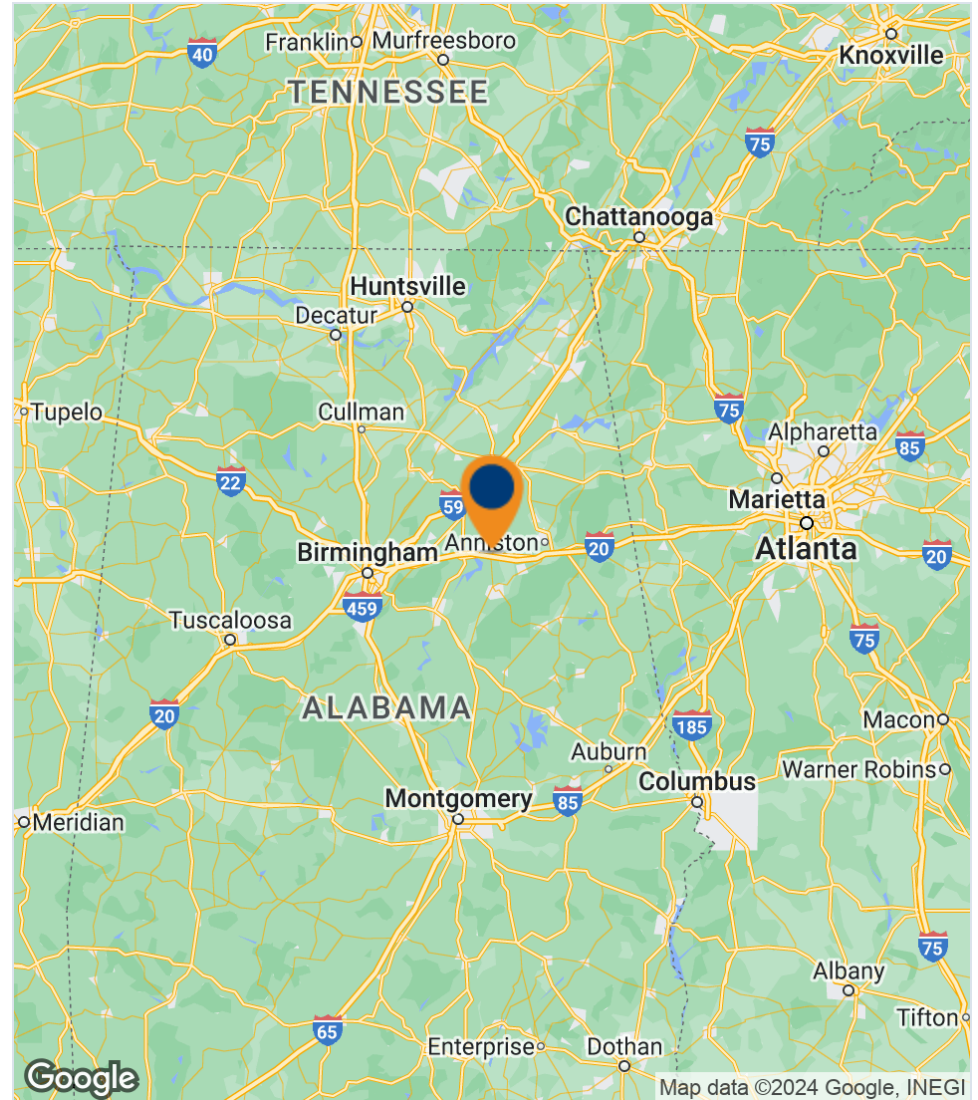 Franklin
Murfreesboro
Knoxville
40
TENNESSEE
75
Chattanooga
Huntsville
Decatur
Tupelo
Cullman
75
Alpharetta
85
22
59
Marietta
Anniston
20
Atlanta
20
Birmingham
459
Tuscaloosa
75
ALABAMA
20
185
Macon
Auburn
Warner Robins
Columbus
Montgomery
85
Meridian
75
Albany
Tifton
65
Enterprise
Dothan
Google
Map data ©2024 Google, INEGI